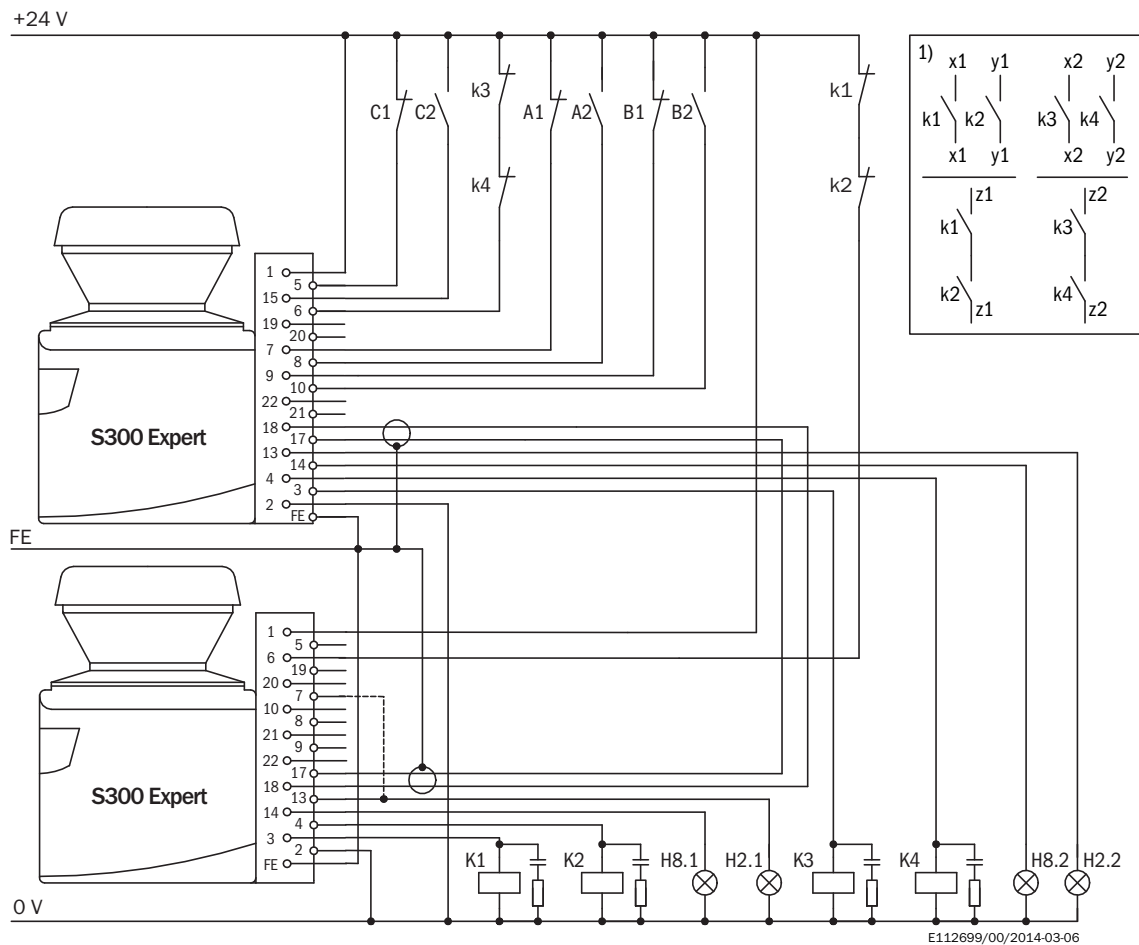 +24 V
1)
x1 y1 x2 y2
k1 k2 k3 k4
x1 y1 x2 y2
z1 z2
k1 k3
k2 k4
z1 z2
k3
k1
C1 C2 A1 A2 B1 B2
k4
k2
1
5
15
6
19
20
7
8
9
10
22
21
18
17
13
14
4
3
2
FE
S300 Expert
FE
1
5
6
19
20
7
10
8
21
9
22
17
18
13
14
4
3
2
FE
S300 Expert
K1 K2 H8.1 H2.1 K3 K4 H8.2 H2.2
0 V
E112699/00/2014-03-06